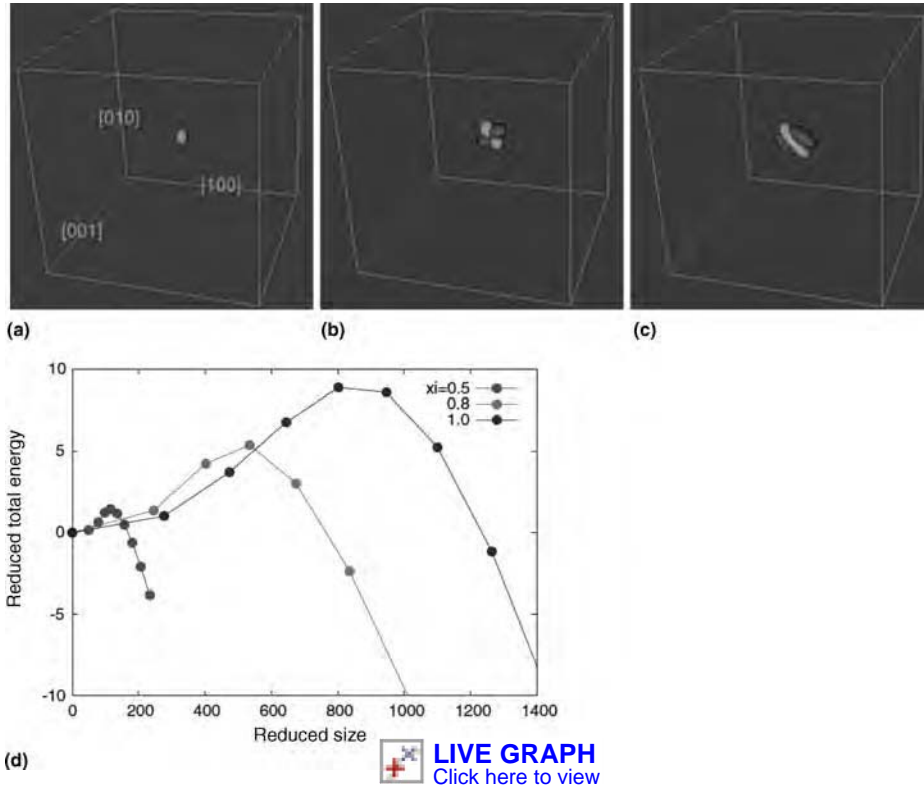 [010]
[100]
[001]
(a)
(b)
(c)
10
5
0
-5
-10
Reduced total energy
xi=0.5
0.8
1.0
0 200 400 600 800 1000 1200 1400
Reduced size
(d)
LIVE GRAPH
Click here to view